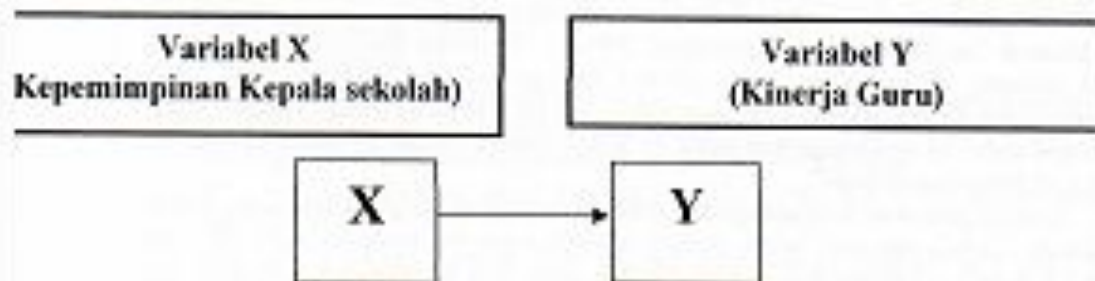 Variabel X
Kepemimpinan Kepala sekolah)
Variabel Y
(Kinerja Guru)
X
Y